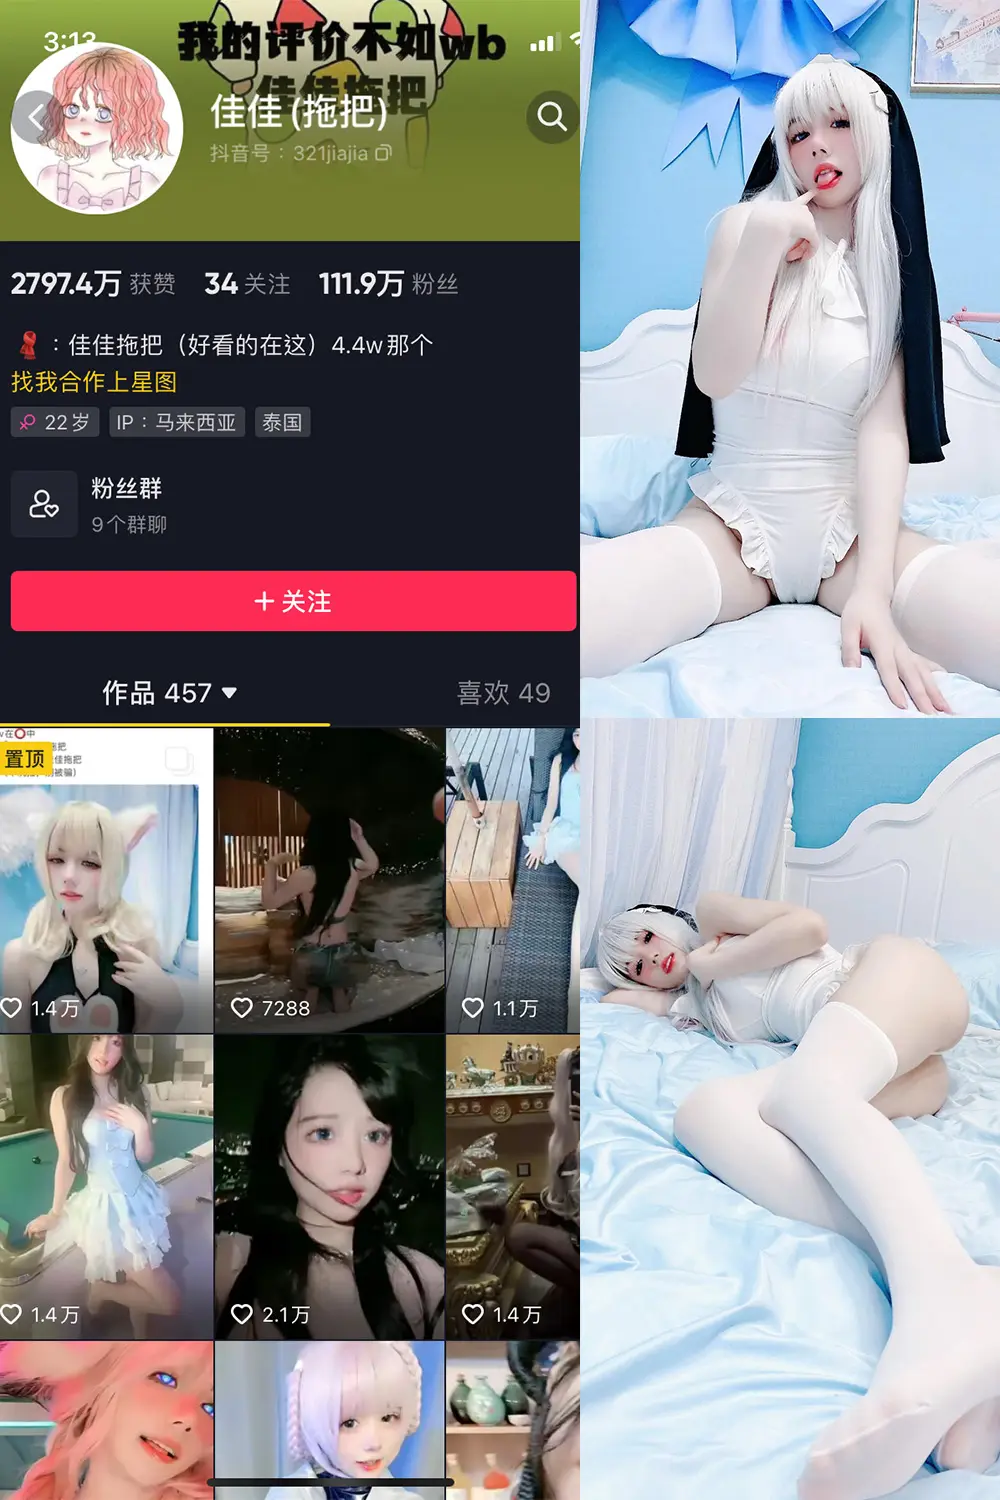 3:13
我的评价不如wb
佳佳拖把
佳佳(拖把)
抖音号：321jiajia
2797.4万 获赞 34 关注 111.9万 粉丝
：佳佳拖把（好看的在这）4.4w那个
找我合作上星图
22岁 IP：马来西亚 泰国
粉丝群
9个群聊
+ 关注
作品 457 喜欢 49
置顶
1.4万 7288 1.1万
1.4万 2.1万 1.4万